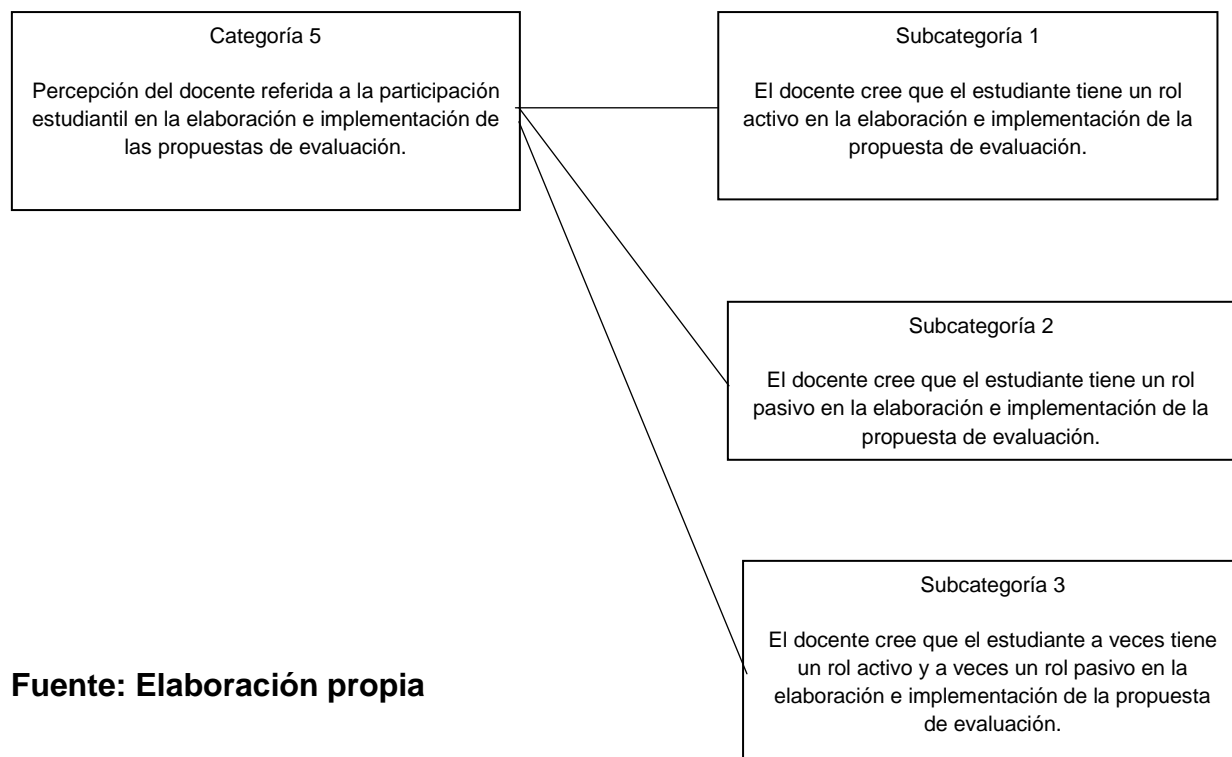 Categoría 5
Percepción del docente referida a la participación
estudiantil en la elaboración e implementación de
las propuestas de evaluación.
Subcategoría 1
El docente cree que el estudiante tiene un rol
activo en la elaboración e implementación de la
propuesta de evaluación.
Subcategoría 2
El docente cree que el estudiante tiene un rol
pasivo en la elaboración e implementación de la
propuesta de evaluación.
Subcategoría 3
El docente cree que el estudiante a veces tiene
un rol activo y a veces un rol pasivo en la
elaboración e implementación de la propuesta
de evaluación.
Fuente: Elaboración propia